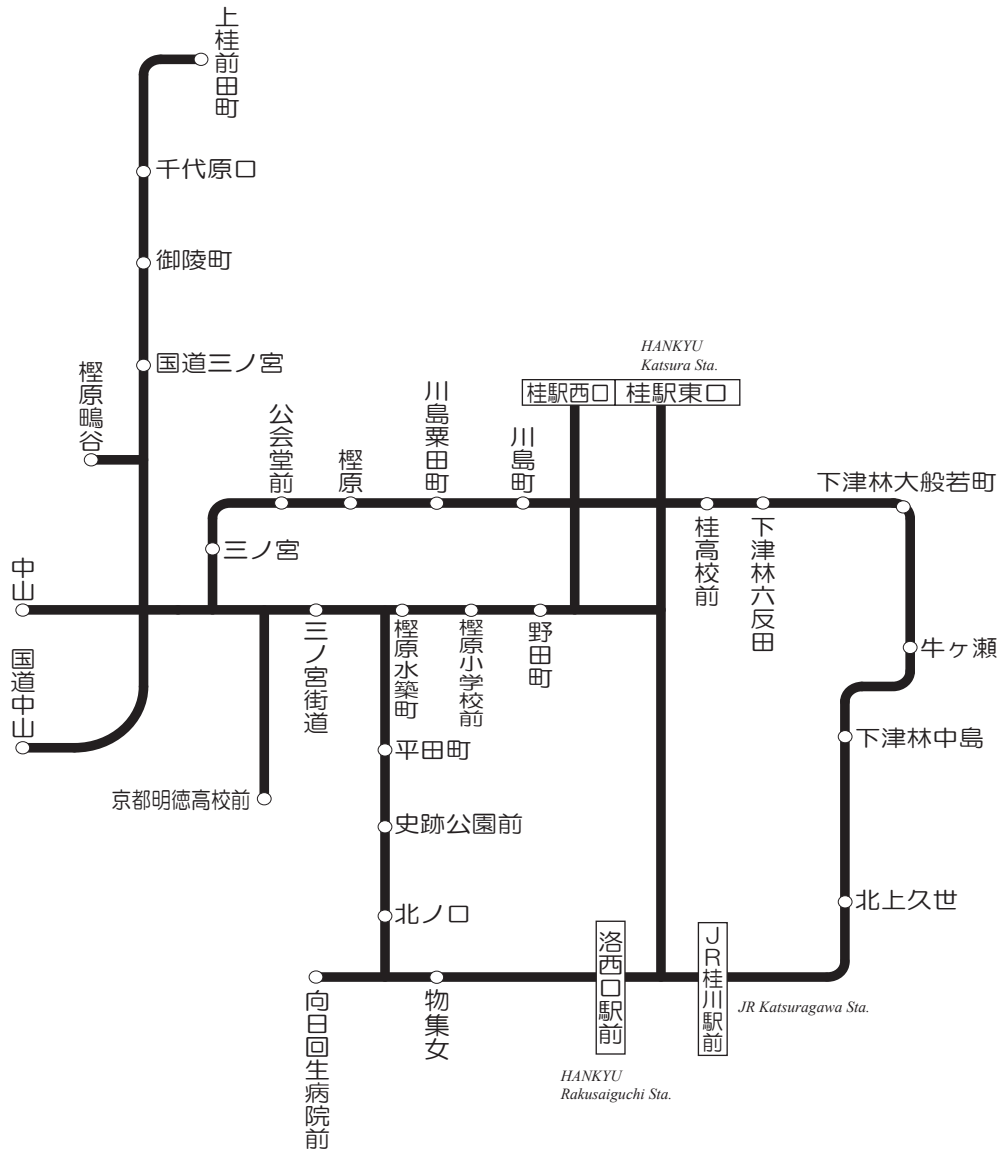 上桂前田町
千代原口
御陵町
国道三ノ宮
樫原鴫谷
HANKYU
Katsura Sta.
桂駅西口
桂駅東口
公会堂前
樫原
川島粟田町
川島町
下津林大般若町
三ノ宮
桂高校前
下津林六反田
中山
三ノ宮街道
樫原水築町
樫原小学校前
野田町
牛ヶ瀬
国道中山
平田町
下津林中島
京都明徳高校前
史跡公園前
北ノ口
北上久世
洛西口駅前
JR桂川駅前
JR Katsuragawa Sta.
向日回生病院前
物集女
HANKYU
Rakusaiguchi Sta.